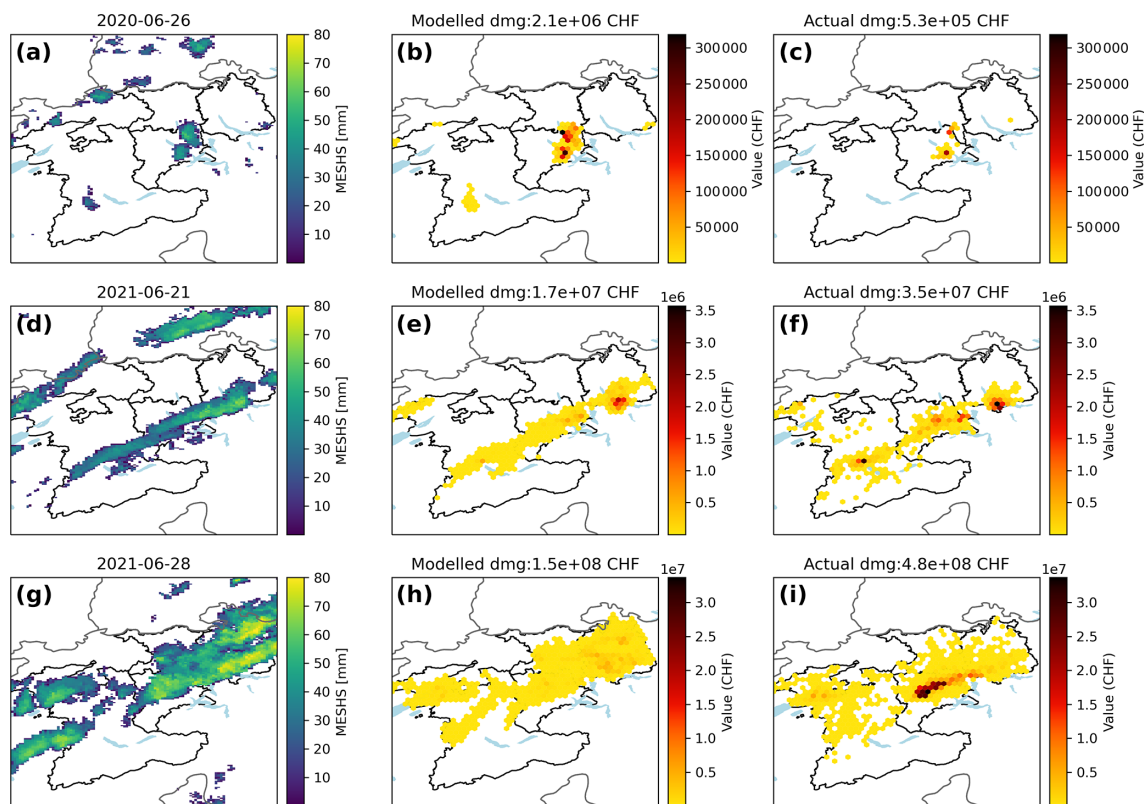 2020-06-26
Modelled dmg:2.1e+06 CHF
Actual dmg:5.3e+05 CHF
(a)
(b)
(c)
80
70
60
50
40
30
20
10
MESHS [mm]
300000
250000
200000
150000
100000
50000
Value (CHF)
300000
250000
200000
150000
100000
50000
Value (CHF)
2021-06-21
Modelled dmg:1.7e+07 CHF
1e6
Actual dmg:3.5e+07 CHF
1e6
(d)
(e)
(f)
80
70
60
50
40
30
20
10
MESHS [mm]
3.5
3.0
2.5
2.0
1.5
1.0
0.5
Value (CHF)
3.5
3.0
2.5
2.0
1.5
1.0
0.5
Value (CHF)
2021-06-28
Modelled dmg:1.5e+08 CHF
1e7
Actual dmg:4.8e+08 CHF
1e7
(g)
(h)
(i)
80
70
60
50
40
30
20
10
MESHS [mm]
3.0
2.5
2.0
1.5
1.0
0.5
Value (CHF)
3.0
2.5
2.0
1.5
1.0
0.5
Value (CHF)